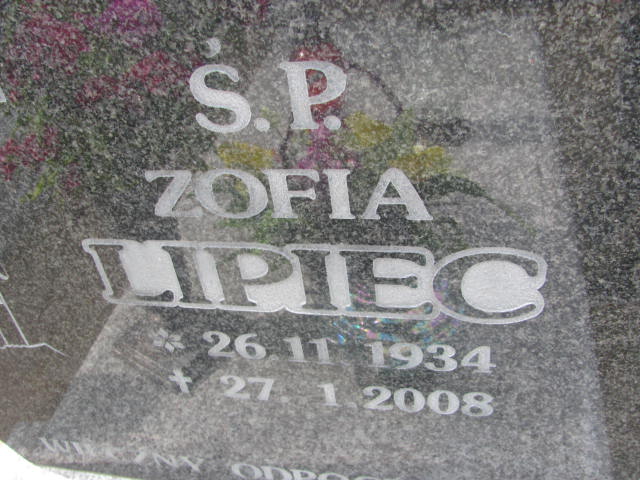 Ś.P.
ZOFIA
LIPIEC
* 26.11 1934
† 27. 1.2008